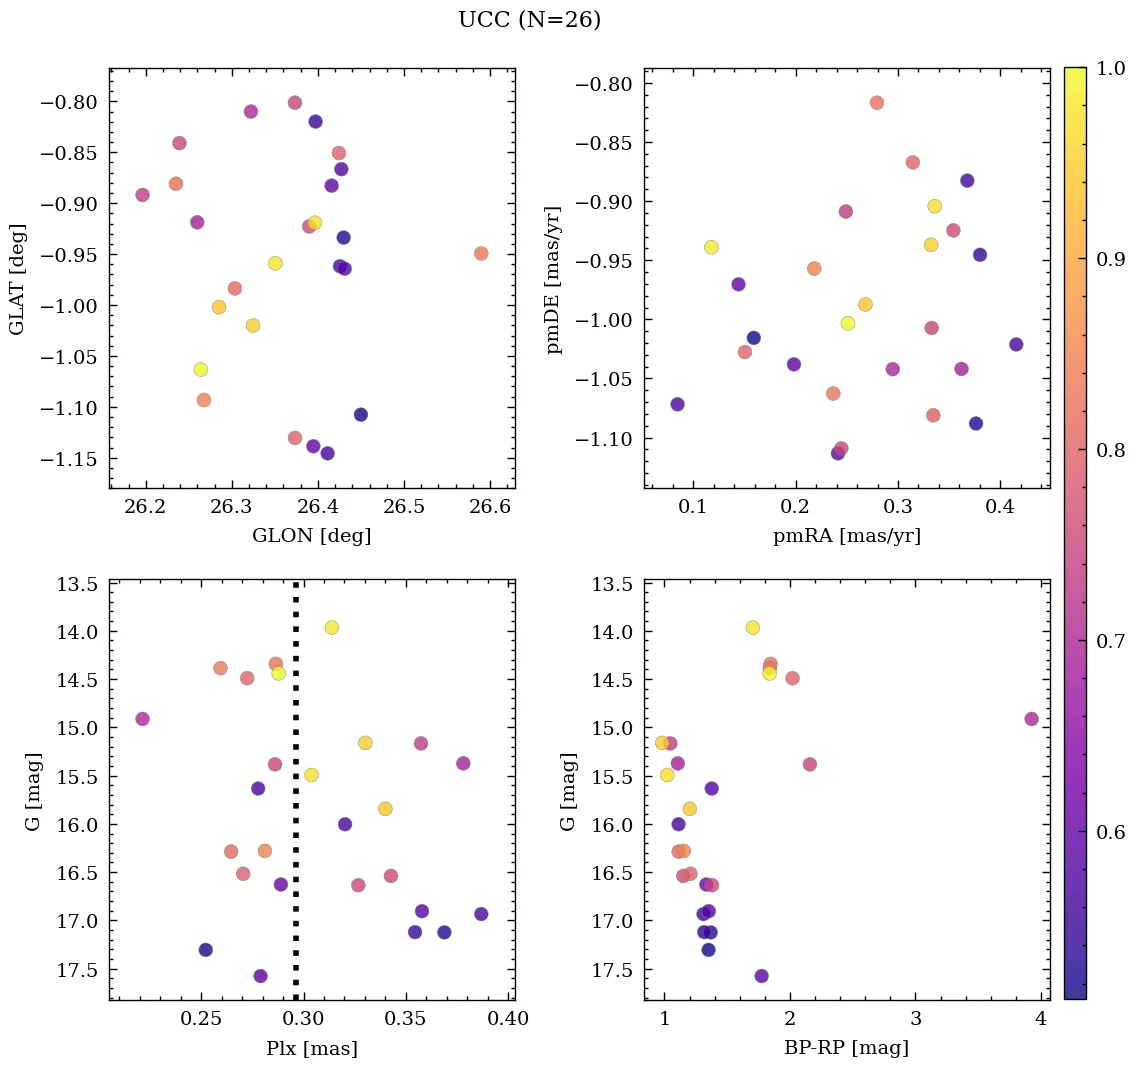 UCC (N=26)
−0.80
−0.85
−0.90
−0.95
−1.00
−1.05
−1.10
−1.15
GLAT [deg]
26.2 26.3 26.4 26.5 26.6
GLON [deg]
−0.80
−0.85
−0.90
−0.95
−1.00
−1.05
−1.10
pmDE [mas/yr]
0.1 0.2 0.3 0.4
pmRA [mas/yr]
1.0
0.9
0.8
0.7
0.6
13.5
14.0
14.5
15.0
15.5
16.0
16.5
17.0
17.5
G [mag]
0.25 0.30 0.35 0.40
Plx [mas]
13.5
14.0
14.5
15.0
15.5
16.0
16.5
17.0
17.5
G [mag]
1 2 3 4
BP-RP [mag]